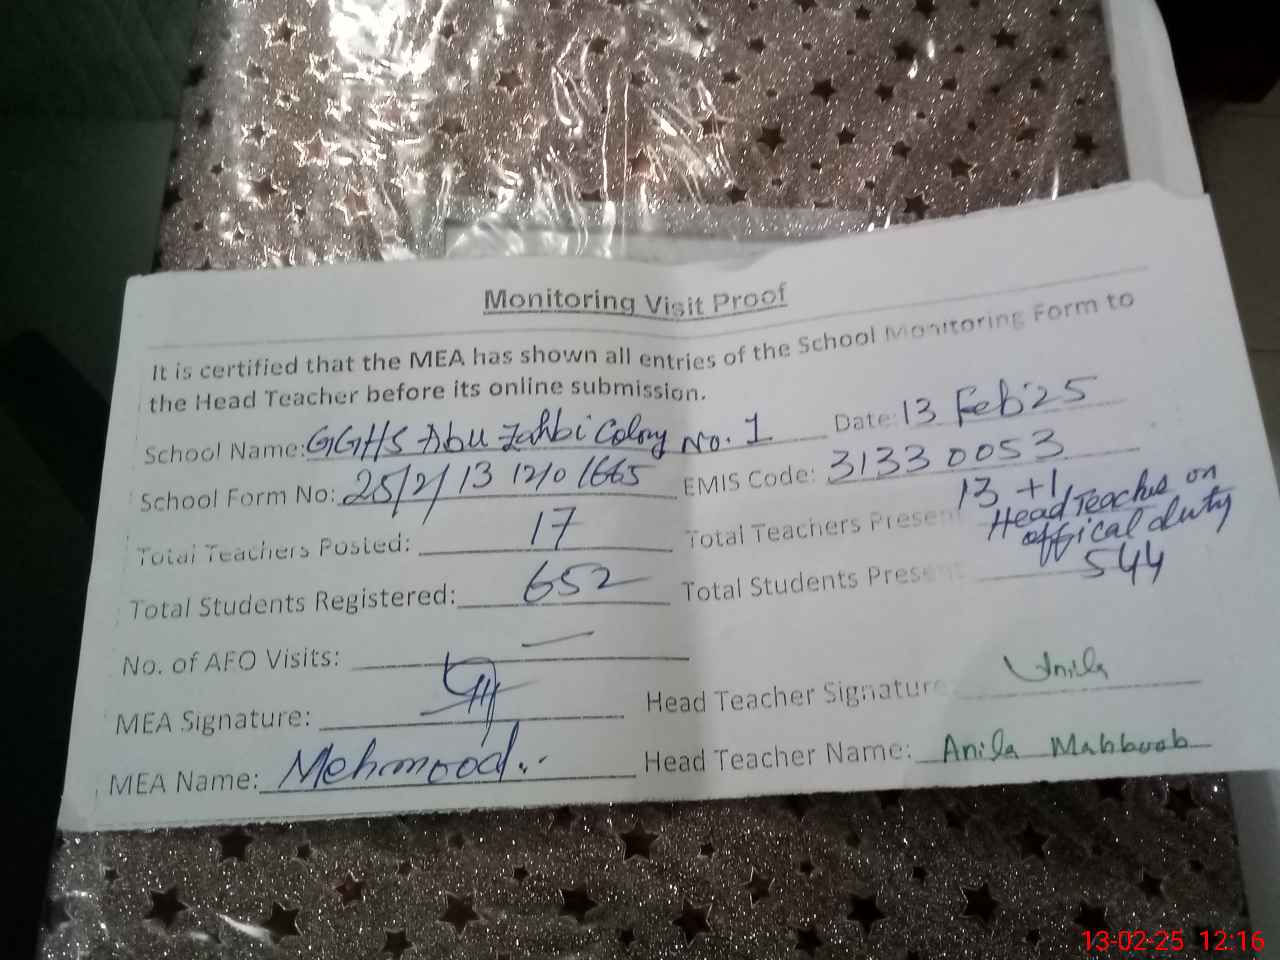 Monitoring Visit Proof
It is certified that the MEA has shown all entries of the School Monitoring Form to
the Head Teacher before its online submission.
School Name: GGHS Abu Zahbi Colony No. 1 Date: 13 Feb 25
School Form No: 25/2/13 1210 1665 EMIS Code: 31330053
Total Teachers Posted: 17 Total Teachers Present 13 +1 Head Teacher on offical duty
Total Students Registered: 652 Total Students Present: 544
No. of AFO Visits: —
MEA Signature: Head Teacher Signature Anila
MEA Name: Mehmood Head Teacher Name: Anila Mabboob
13-02-25 12:16